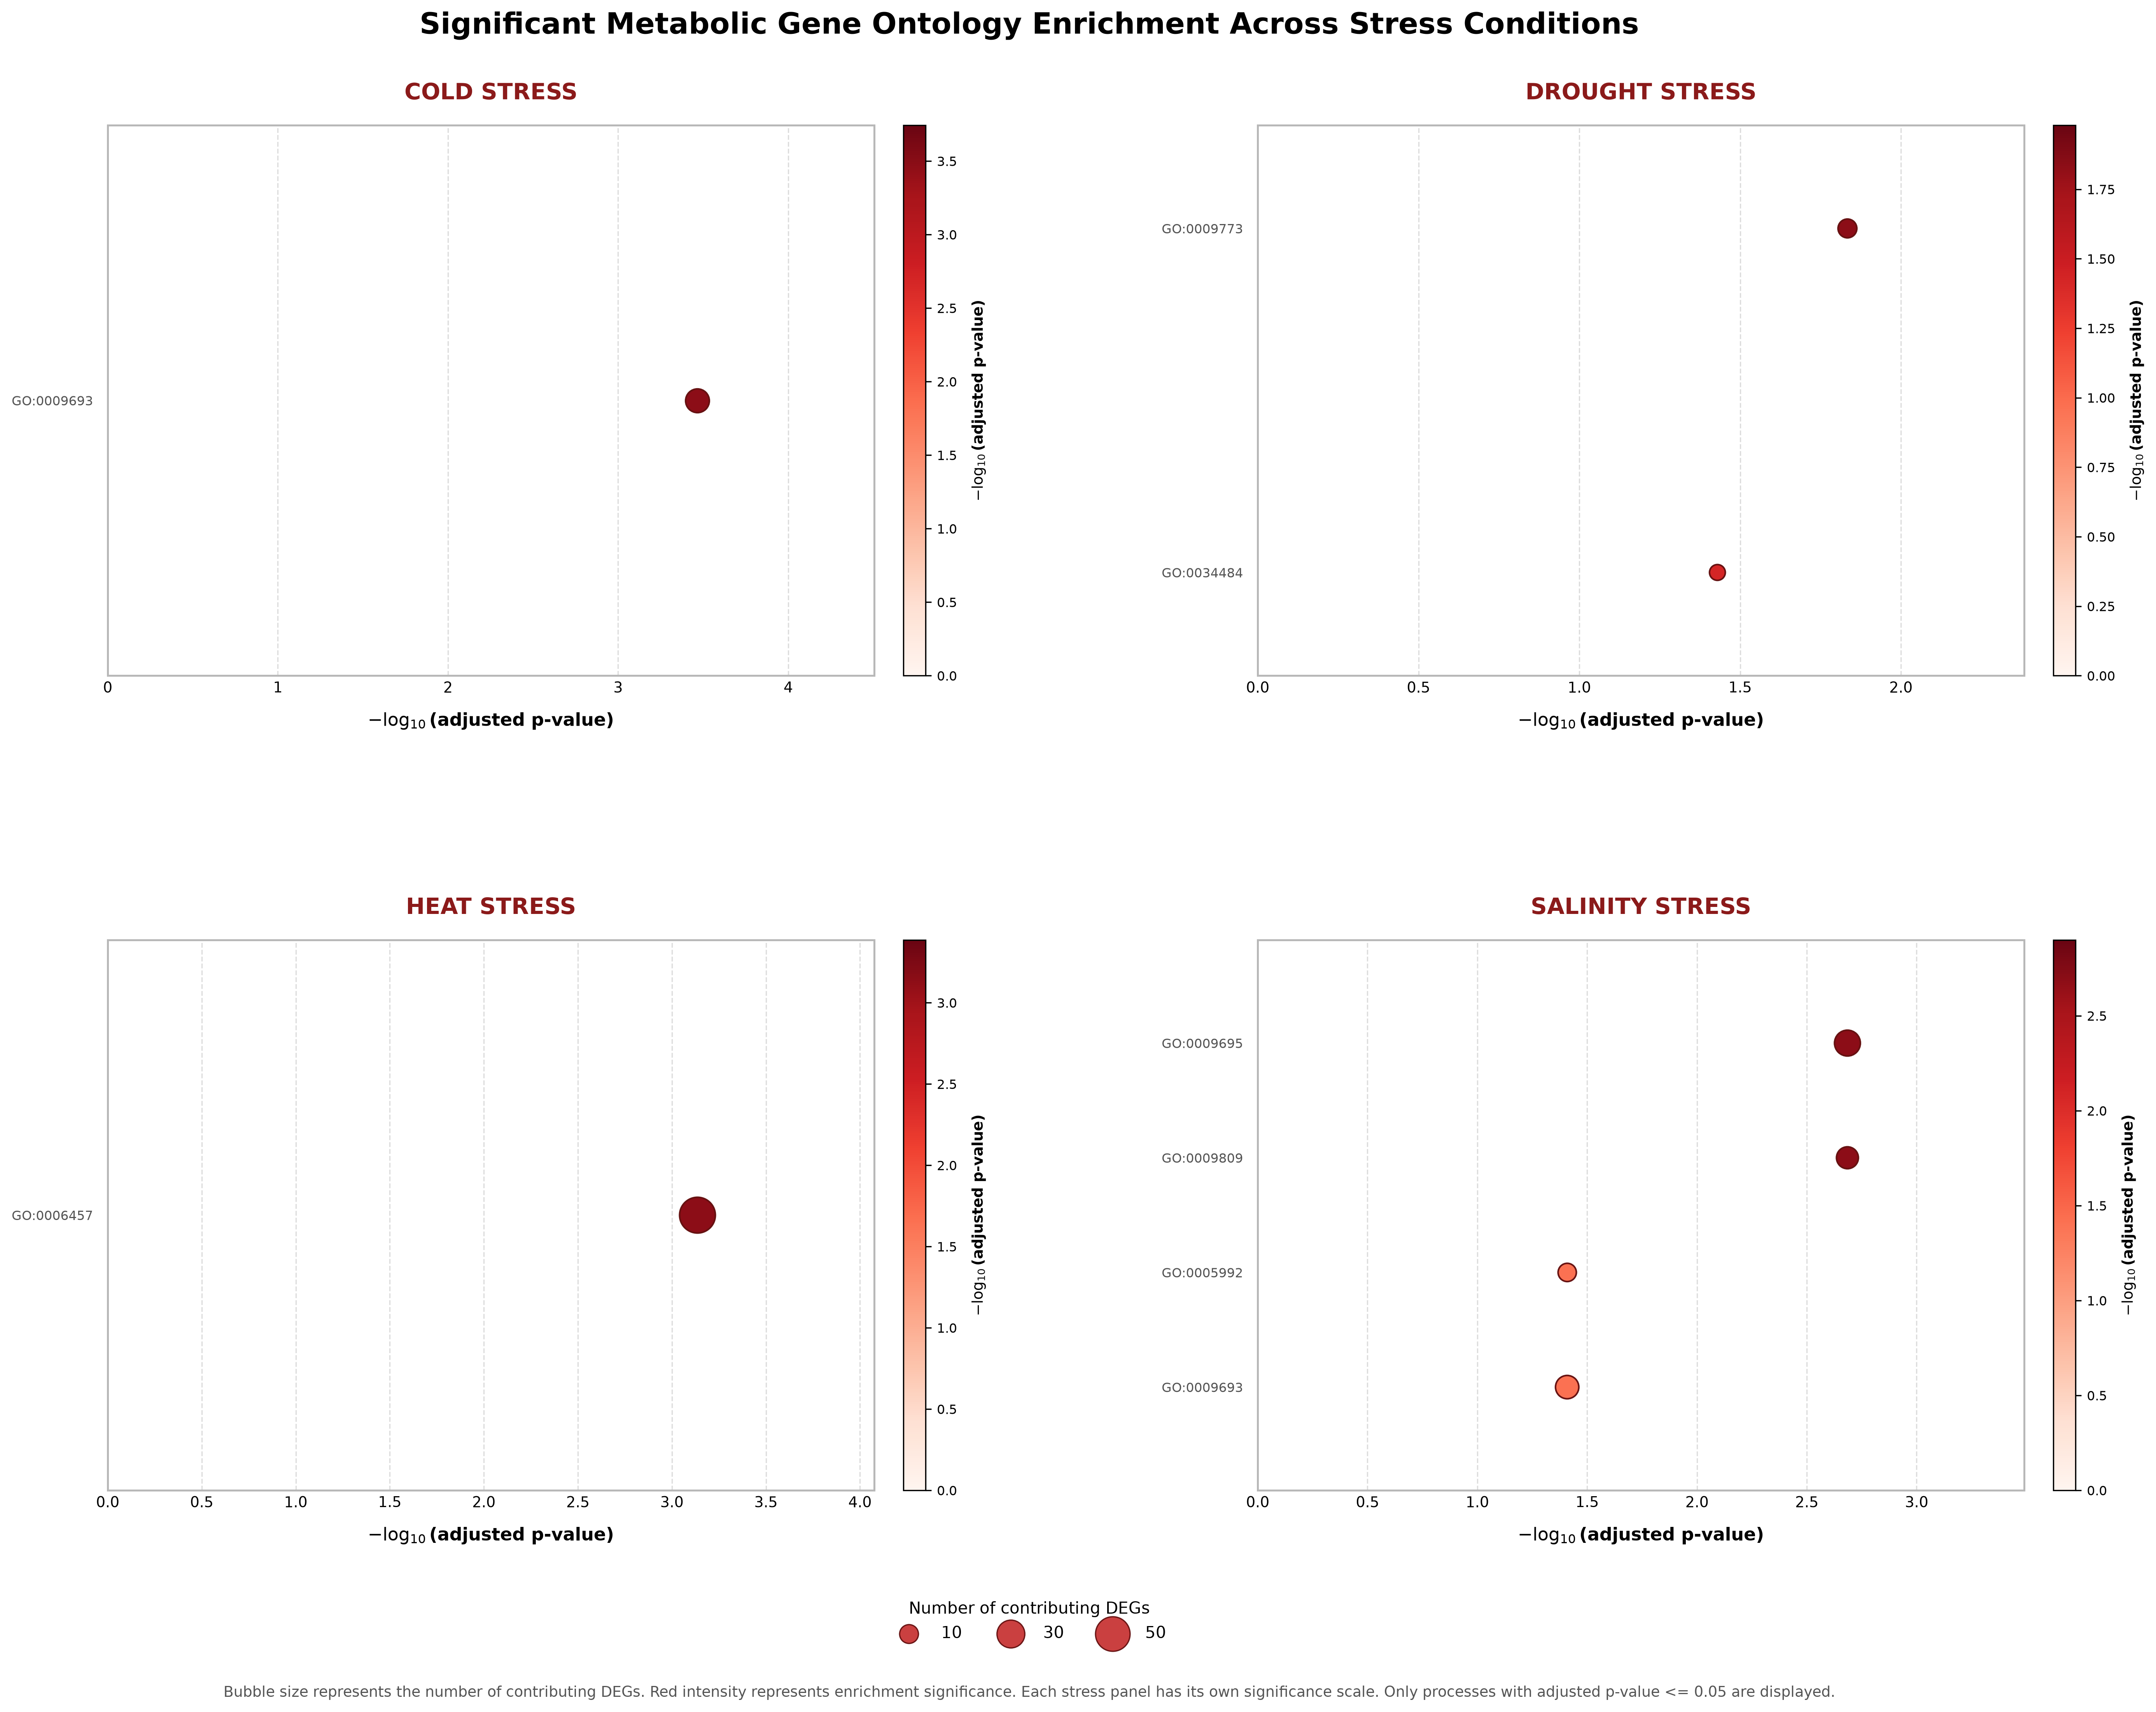 Significant Metabolic Gene Ontology Enrichment Across Stress Conditions
COLD STRESS
GO:0009693
0 1 2 3 4
−log10 (adjusted p-value)
3.5
3.0
2.5
2.0
1.5
1.0
0.5
0.0
−log10 (adjusted p-value)
DROUGHT STRESS
GO:0009773
GO:0034484
0.0 0.5 1.0 1.5 2.0
−log10 (adjusted p-value)
1.75
1.50
1.25
1.00
0.75
0.50
0.25
0.00
−log10 (adjusted p-value)
HEAT STRESS
GO:0006457
0.0 0.5 1.0 1.5 2.0 2.5 3.0 3.5 4.0
−log10 (adjusted p-value)
3.0
2.5
2.0
1.5
1.0
0.5
0.0
−log10 (adjusted p-value)
SALINITY STRESS
GO:0009695
GO:0009809
GO:0005992
GO:0009693
0.0 0.5 1.0 1.5 2.0 2.5 3.0
−log10 (adjusted p-value)
2.5
2.0
1.5
1.0
0.5
0.0
−log10 (adjusted p-value)
Number of contributing DEGs
10 30 50
Bubble size represents the number of contributing DEGs. Red intensity represents enrichment significance. Each stress panel has its own significance scale. Only processes with adjusted p-value <= 0.05 are displayed.